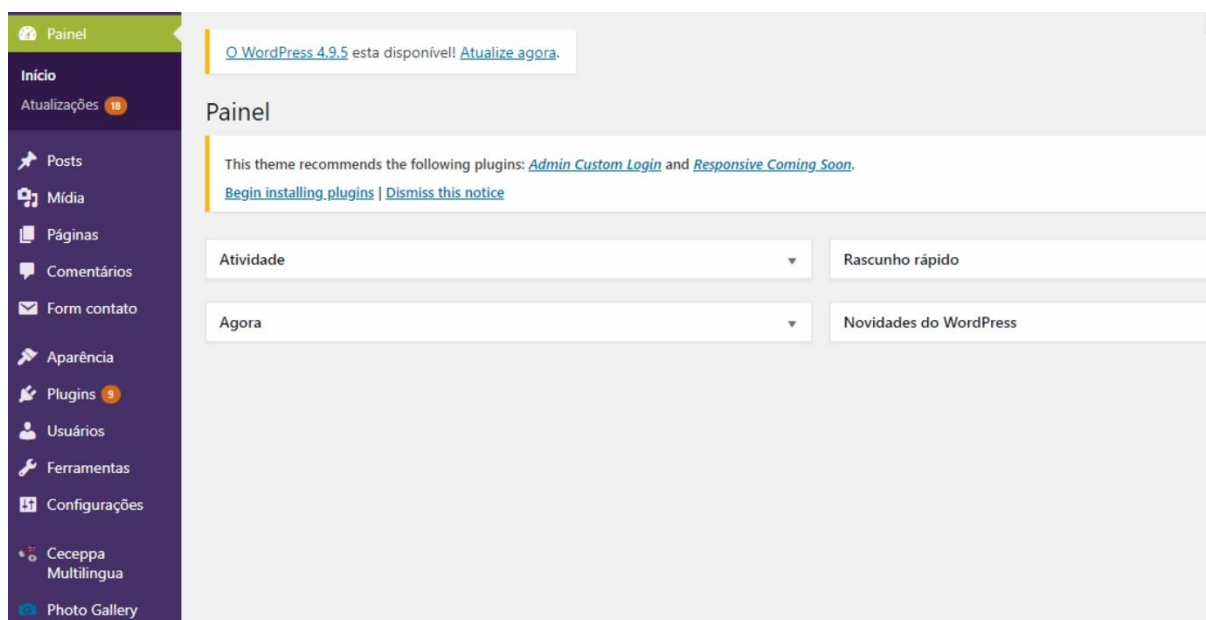 Painel
Início
Atualizações 18
Posts
Mídia
Páginas
Comentários
Form contato
Aparência
Plugins 9
Usuários
Ferramentas
Configurações
Ceceppa
Multilingua
Photo Gallery
O WordPress 4.9.5 esta disponível! Atualize agora.
Painel
This theme recommends the following plugins: Admin Custom Login and Responsive Coming Soon.
Begin installing plugins | Dismiss this notice
Atividade
Rascunho rápido
Agora
Novidades do WordPress